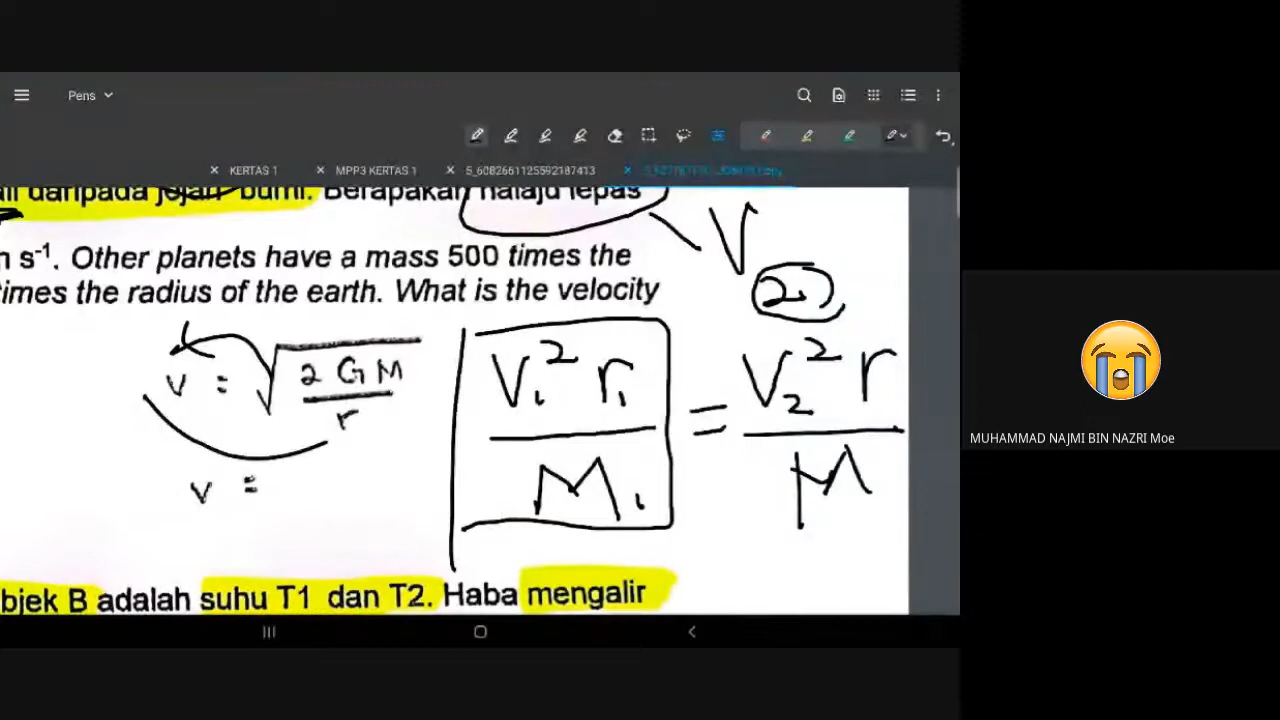 Pens
KERTAS 1
MPP3 KERTAS 1
5_6082661125592187413
daripada jejari bumi. Berapakah halaju lepas
s⁻¹. Other planets have a mass 500 times the
times the radius of the earth. What is the velocity
V
2
v = √(2GM/r)
v =
V₁² r₁ / M₁ = V₂² r / M
bjek B adalah suhu T1 dan T2. Haba mengalir
MUHAMMAD NAJMI BIN NAZRI Moe